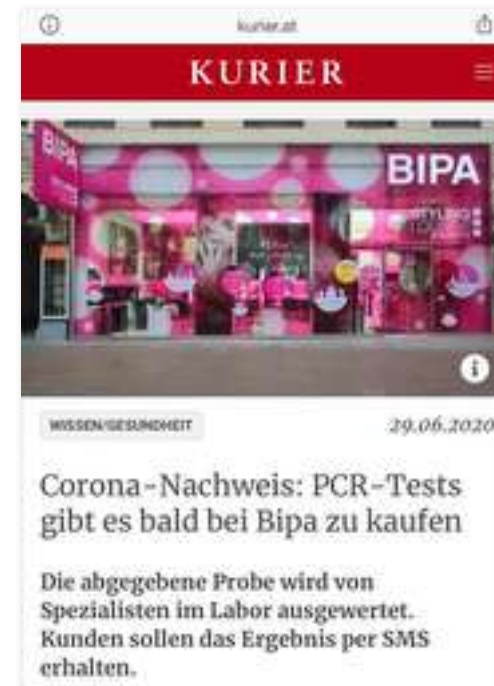 kurier.at
KURIER
BIPA
BIPA
STYLING
WISSEN/GESUNDHEIT
29.06.2020
Corona-Nachweis: PCR-Tests
gibt es bald bei Bipa zu kaufen
Die abgegebene Probe wird von
Spezialisten im Labor ausgewertet.
Kunden sollen das Ergebnis per SMS
erhalten.